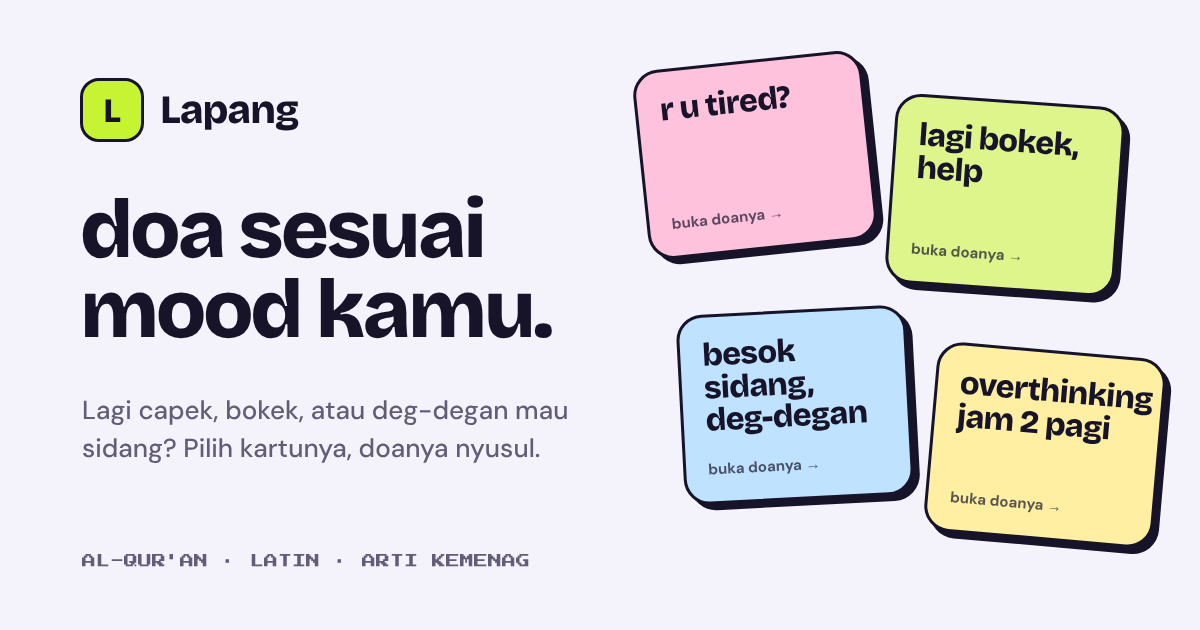 L
Lapang
doa sesuai
mood kamu.
Lagi capek, bokek, atau deg-degan mau
sidang? Pilih kartunya, doanya nyusul.
AL-QUR'AN · LATIN · ARTI KEMENAG
r u tired?
buka doanya →
lagi bokek,
help
buka doanya →
besok
sidang,
deg-degan
buka doanya →
overthinking
jam 2 pagi
buka doanya →